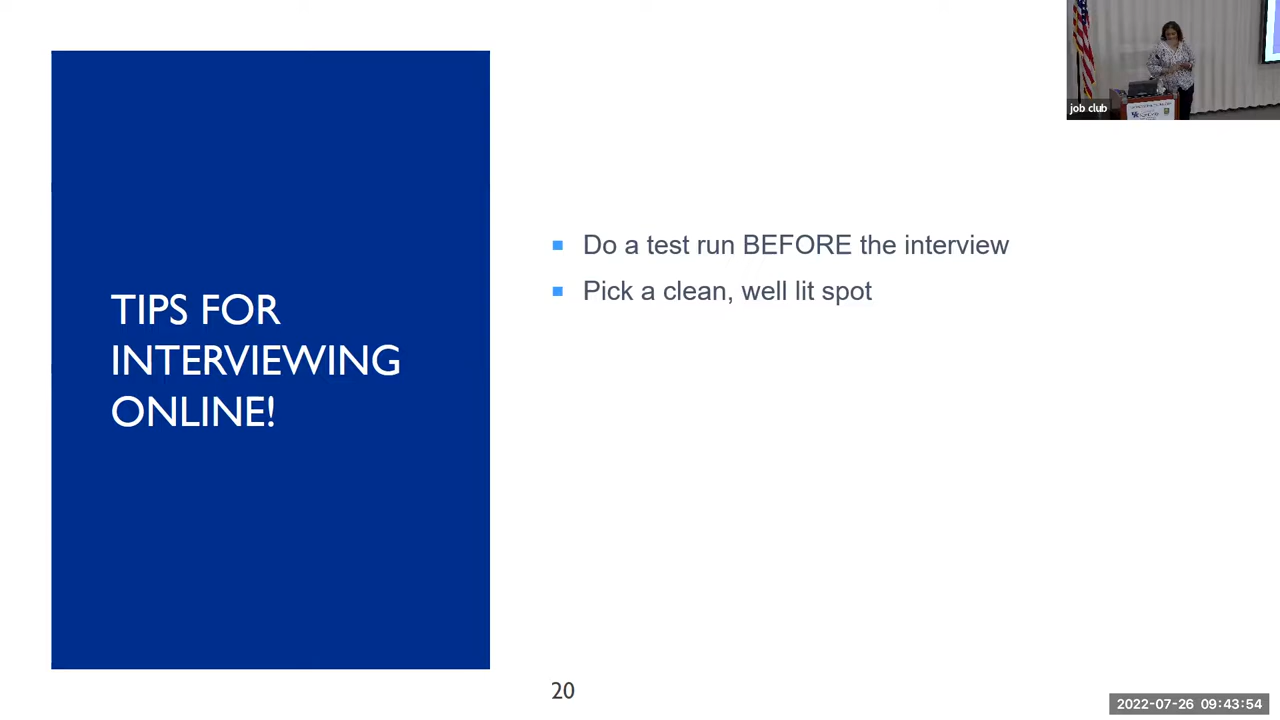 job club
TIPS FOR
INTERVIEWING
ONLINE!
Do a test run BEFORE the interview
Pick a clean, well lit spot
20
2022-07-26 09:43:54